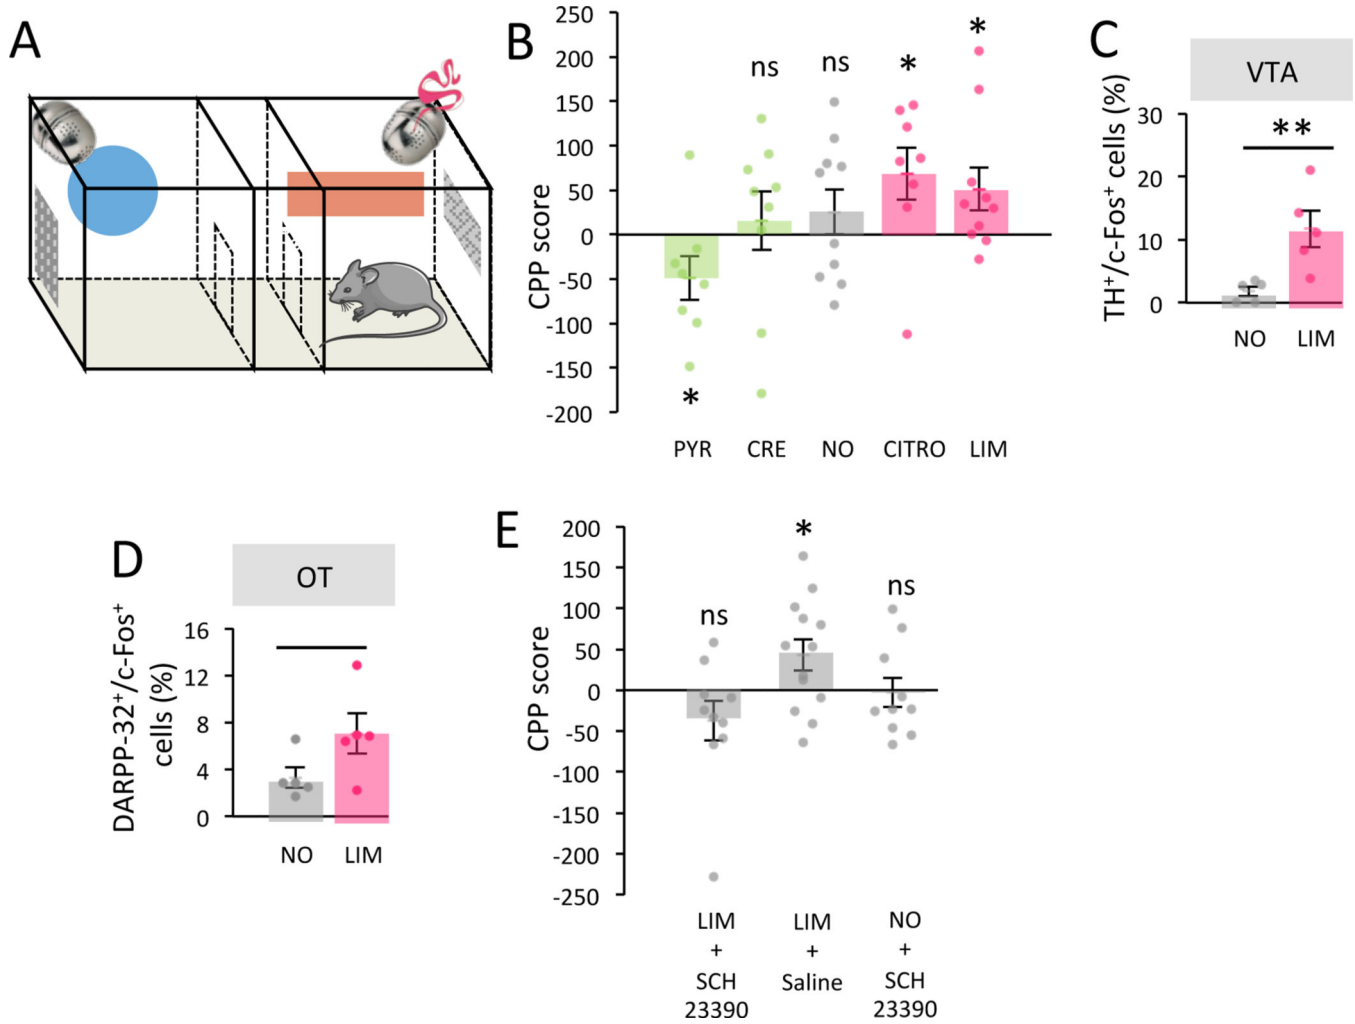 A
B
CPP score
250
200
150
100
50
0
-50
-100
-150
-200
ns
ns
*
*
*
PYR
CRE
NO
CITRO
LIM
C
VTA
TH⁺/c-Fos⁺ cells (%)
30
20
10
0
**
NO
LIM
D
OT
DARPP-32⁺/c-Fos⁺
cells (%)
16
12
8
4
0
NO
LIM
E
CPP score
200
150
100
50
0
-50
-100
-150
-200
-250
ns
*
ns
LIM
+
SCH
23390
LIM
+
Saline
NO
+
SCH
23390